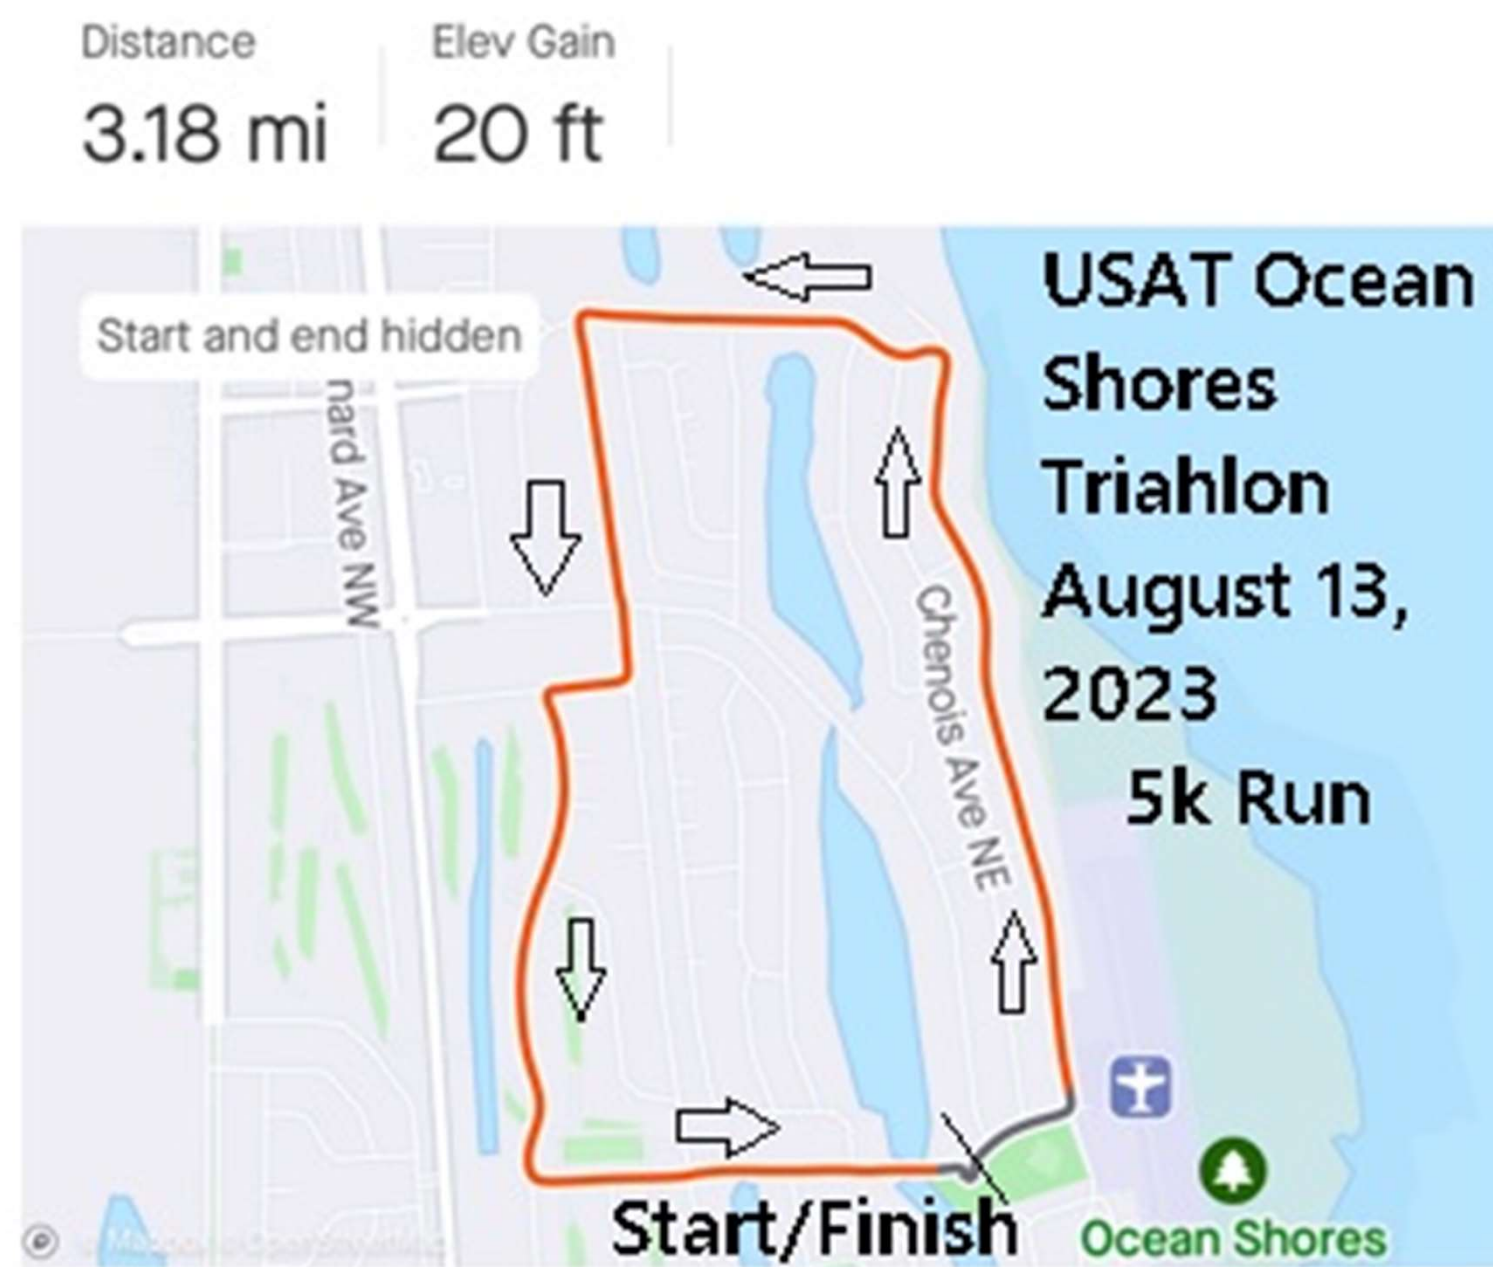 Distance
Elev Gain
3.18 mi
20 ft
USAT Ocean
Shores
Triahlon
August 13,
2023
5k Run
Start and end hidden
nard Ave NW
Chenois Ave NE
Start/Finish
Ocean Shores